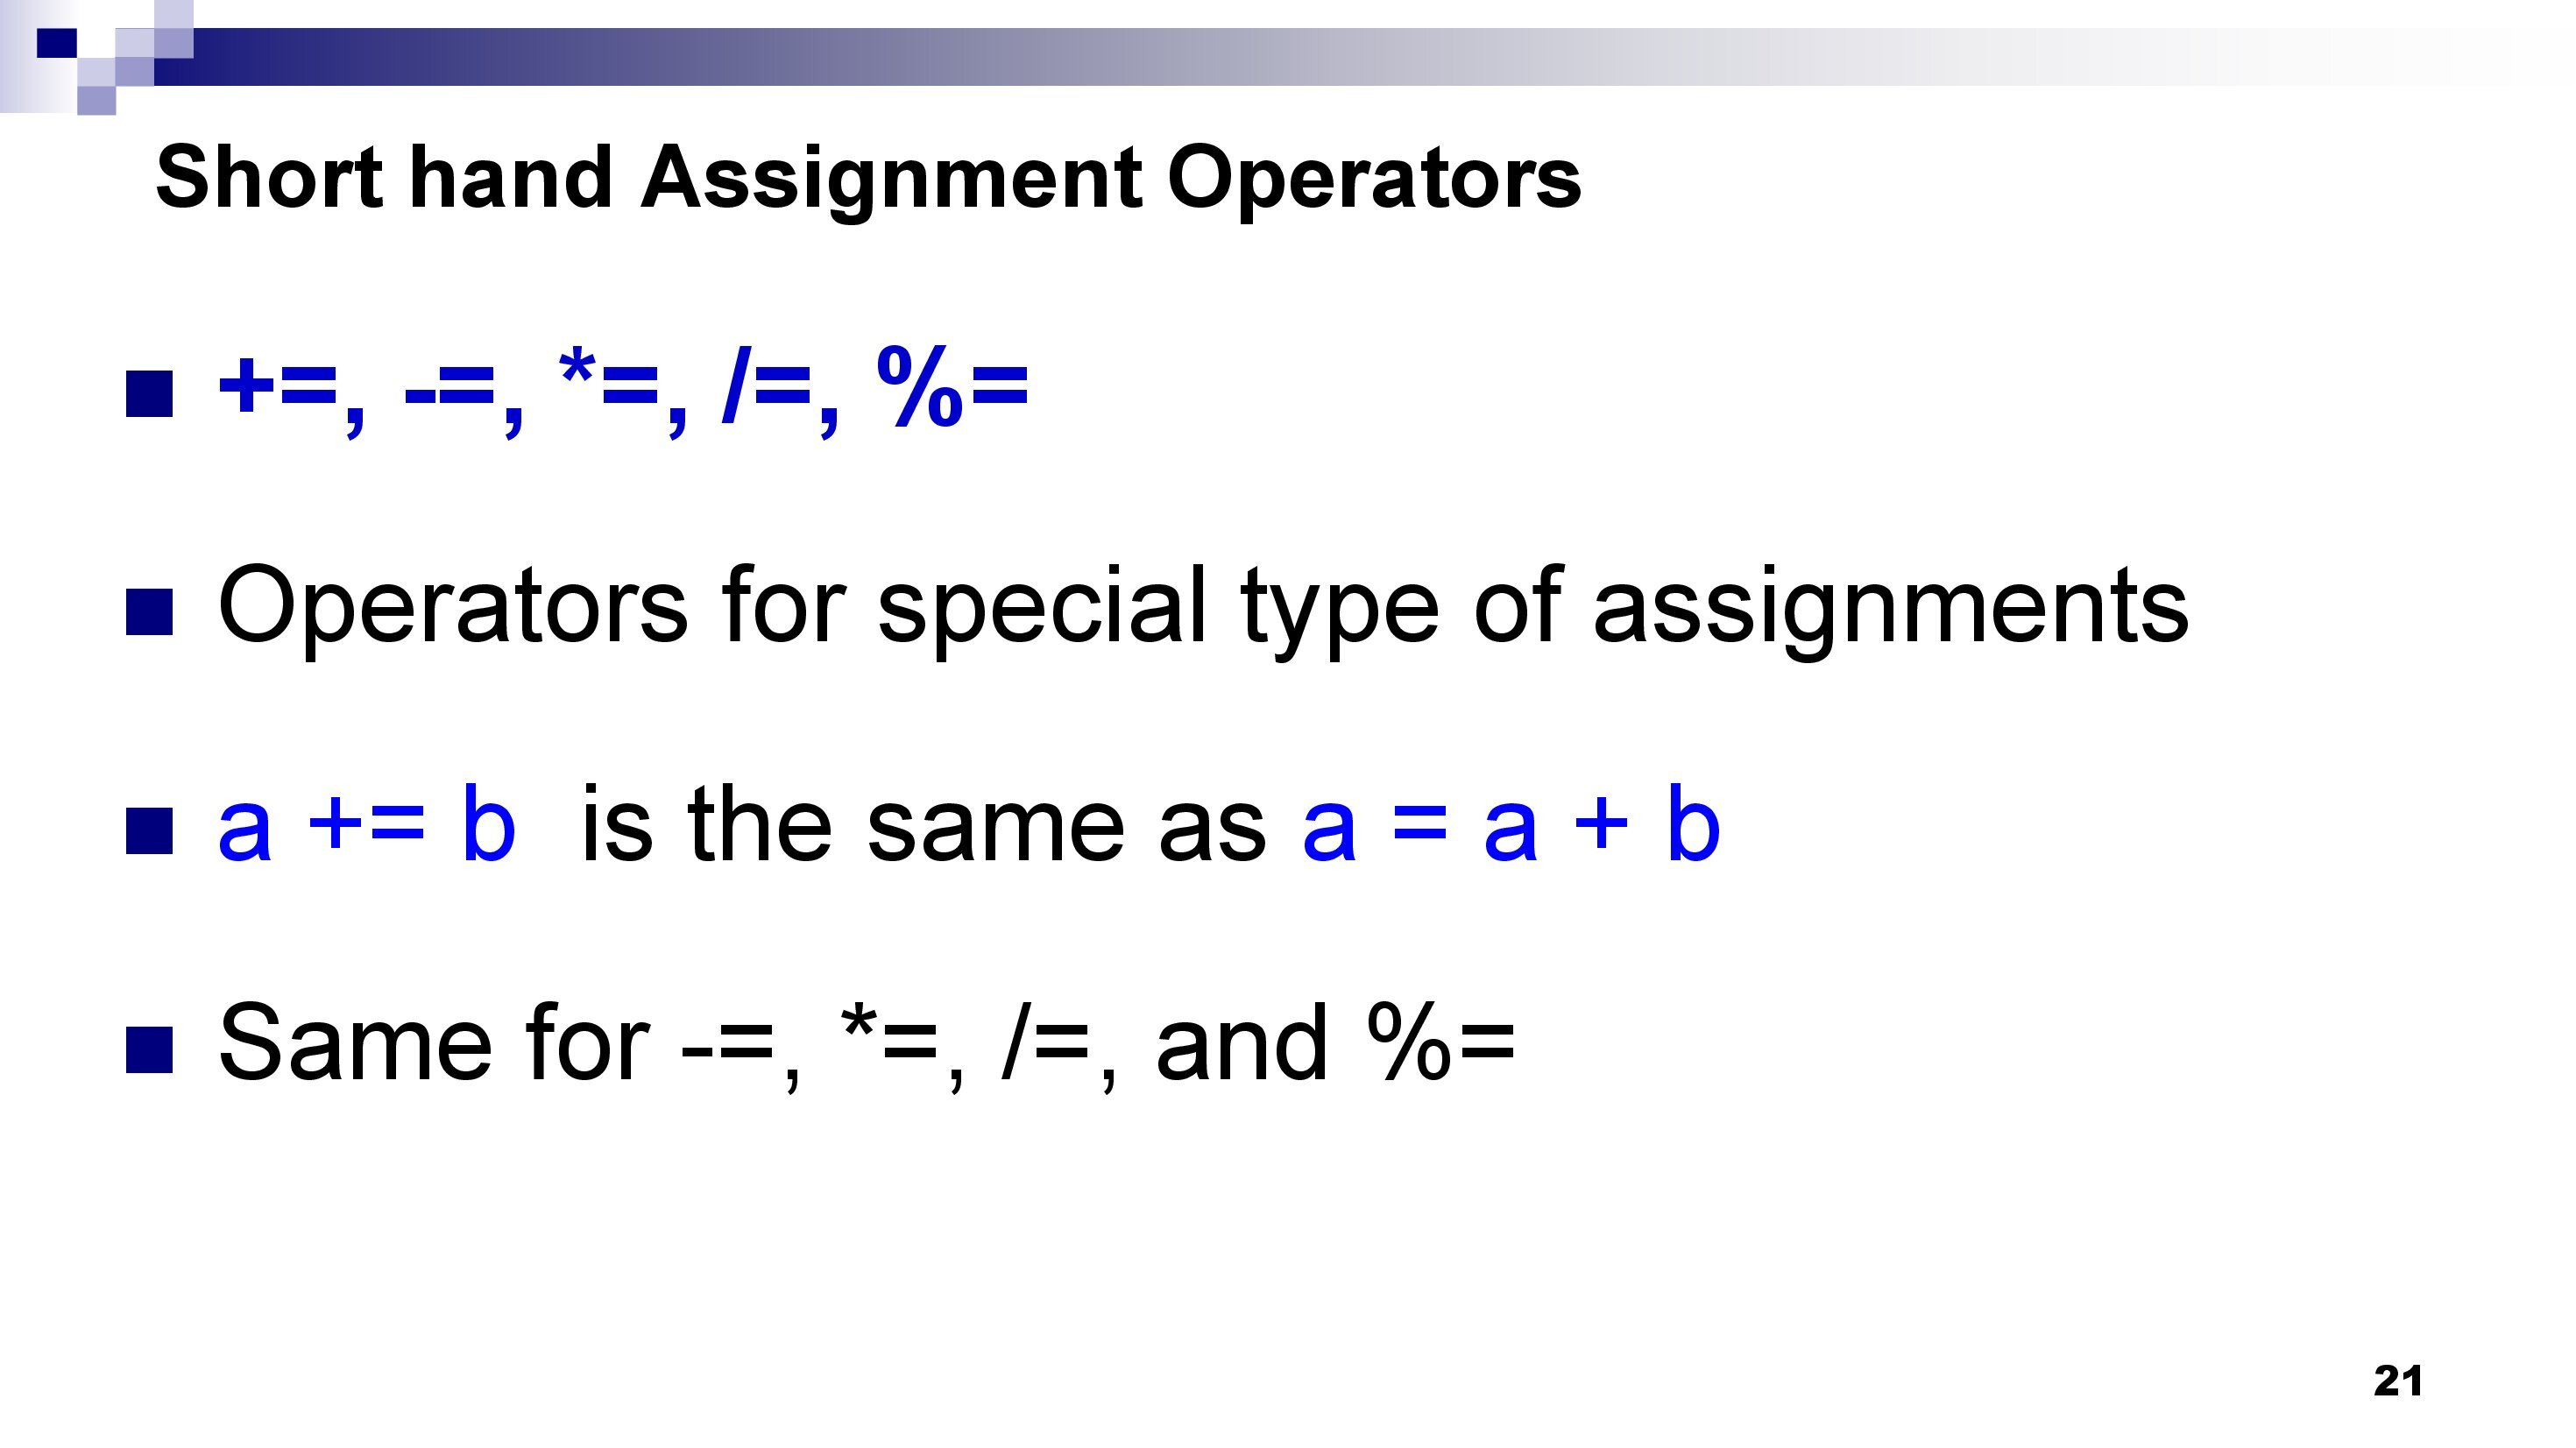 Short hand Assignment Operators
+=, -=, *=, /=, %=
Operators for special type of assignments
a += b  is the same as a = a + b
Same for -=, *=, /=, and %=
21